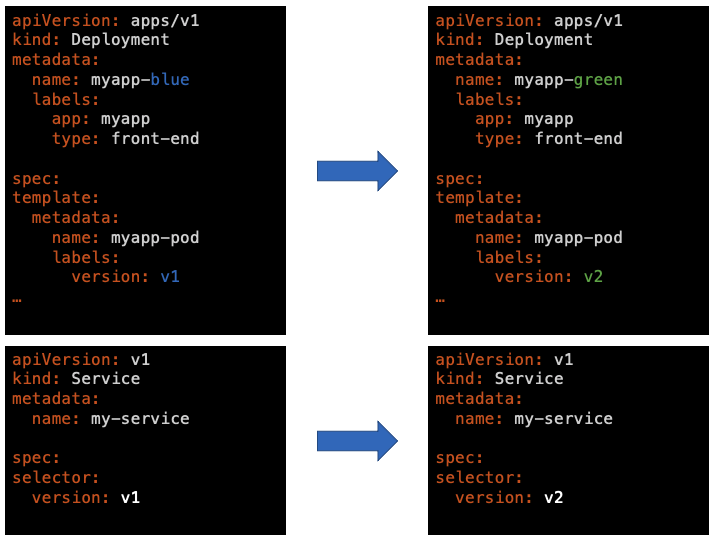 apiVersion: apps/v1
kind: Deployment
metadata:
  name: myapp-blue
  labels:
    app: myapp
    type: front-end

spec:
template:
  metadata:
    name: myapp-pod
    labels:
      version: v1
…
apiVersion: apps/v1
kind: Deployment
metadata:
  name: myapp-green
  labels:
    app: myapp
    type: front-end

spec:
template:
  metadata:
    name: myapp-pod
    labels:
      version: v2
…
apiVersion: v1
kind: Service
metadata:
  name: my-service

spec:
selector:
  version: v1
apiVersion: v1
kind: Service
metadata:
  name: my-service

spec:
selector:
  version: v2